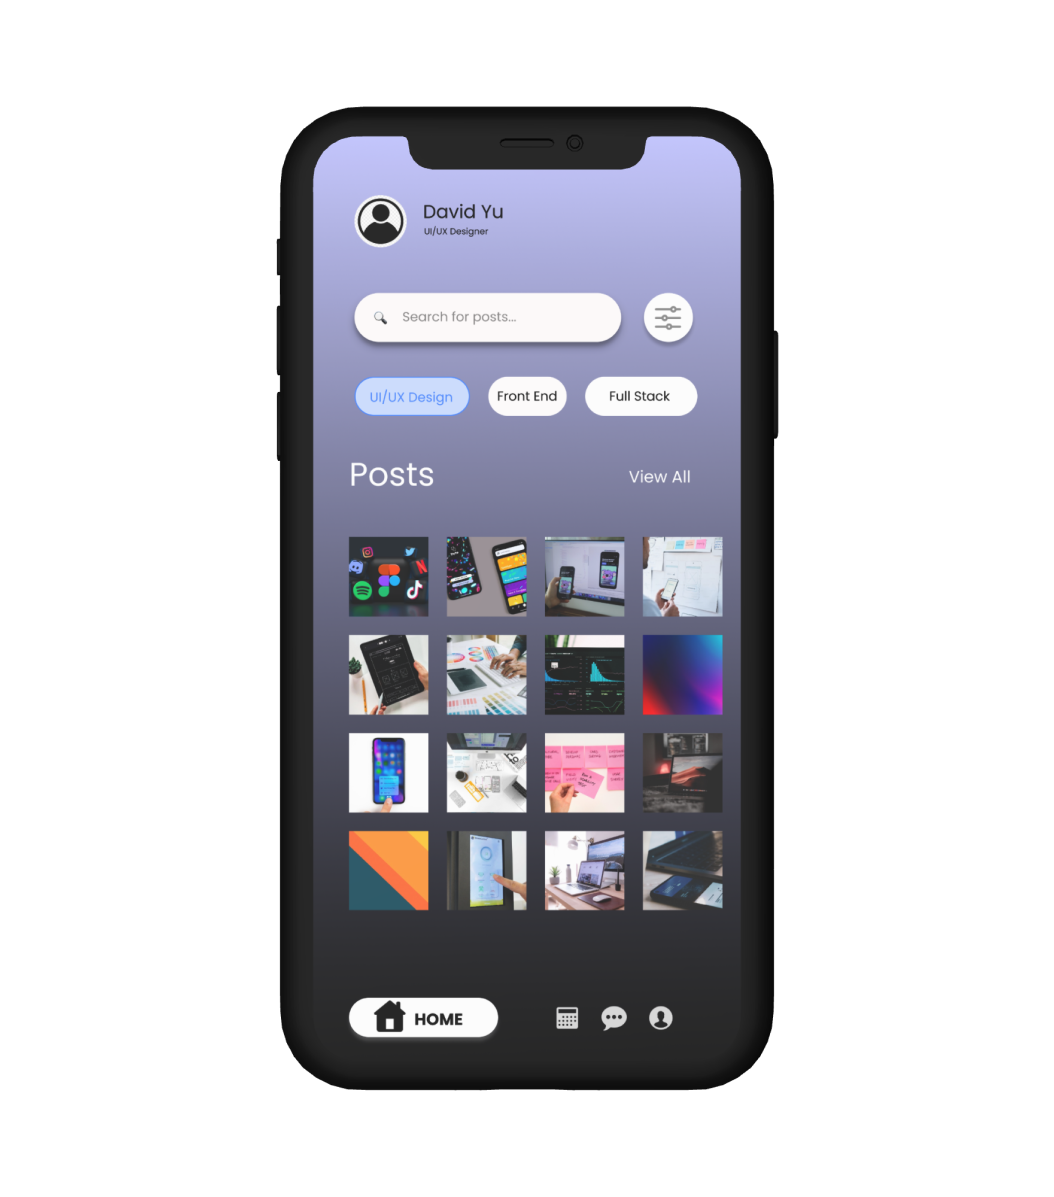 David Yu
UI/UX Designer
Search for posts...
UI/UX Design
Front End
Full Stack
Posts
View All
HOME